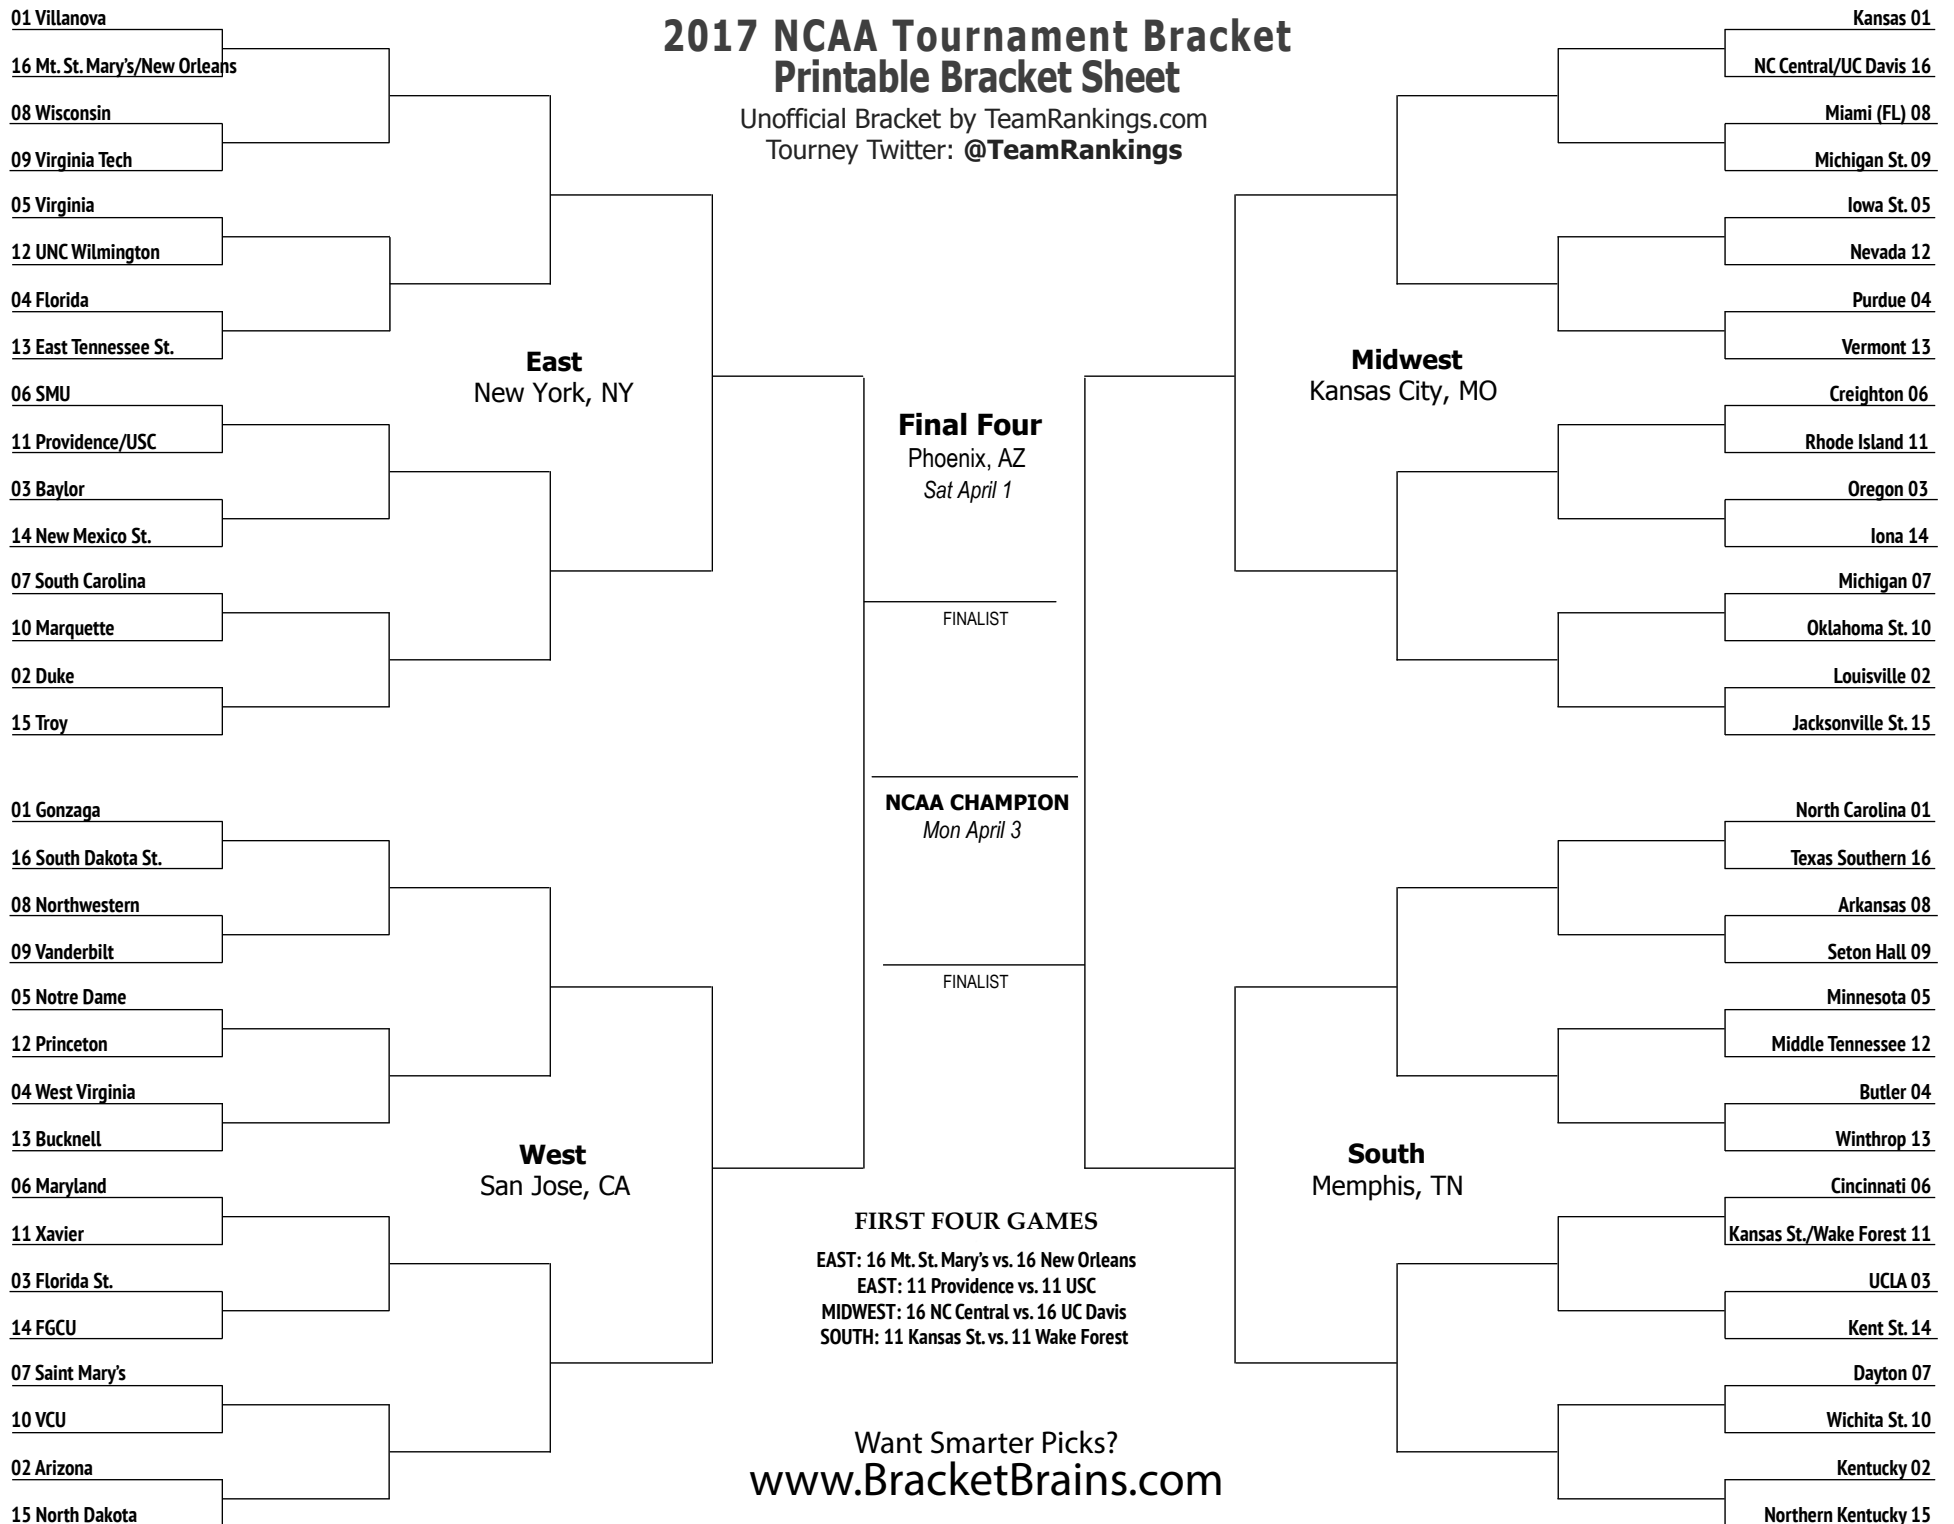 2017 NCAA Tournament Bracket
Printable Bracket Sheet
Unofficial Bracket by TeamRankings.com
Tourney Twitter: @TeamRankings
01 Villanova
16 Mt. St. Mary's/New Orleans
08 Wisconsin
09 Virginia Tech
05 Virginia
12 UNC Wilmington
04 Florida
13 East Tennessee St.
06 SMU
11 Providence/USC
03 Baylor
14 New Mexico St.
07 South Carolina
10 Marquette
02 Duke
15 Troy
East
New York, NY
01 Gonzaga
16 South Dakota St.
08 Northwestern
09 Vanderbilt
05 Notre Dame
12 Princeton
04 West Virginia
13 Bucknell
06 Maryland
11 Xavier
03 Florida St.
14 FGCU
07 Saint Mary's
10 VCU
02 Arizona
15 North Dakota
West
San Jose, CA
Final Four
Phoenix, AZ
Sat April 1
FINALIST
NCAA CHAMPION
Mon April 3
FINALIST
FIRST FOUR GAMES
EAST: 16 Mt. St. Mary's vs. 16 New Orleans
EAST: 11 Providence vs. 11 USC
MIDWEST: 16 NC Central vs. 16 UC Davis
SOUTH: 11 Kansas St. vs. 11 Wake Forest
Want Smarter Picks?
www.BracketBrains.com
Midwest
Kansas City, MO
Kansas 01
NC Central/UC Davis 16
Miami (FL) 08
Michigan St. 09
Iowa St. 05
Nevada 12
Purdue 04
Vermont 13
Creighton 06
Rhode Island 11
Oregon 03
Iona 14
Michigan 07
Oklahoma St. 10
Louisville 02
Jacksonville St. 15
South
Memphis, TN
North Carolina 01
Texas Southern 16
Arkansas 08
Seton Hall 09
Minnesota 05
Middle Tennessee 12
Butler 04
Winthrop 13
Cincinnati 06
Kansas St./Wake Forest 11
UCLA 03
Kent St. 14
Dayton 07
Wichita St. 10
Kentucky 02
Northern Kentucky 15